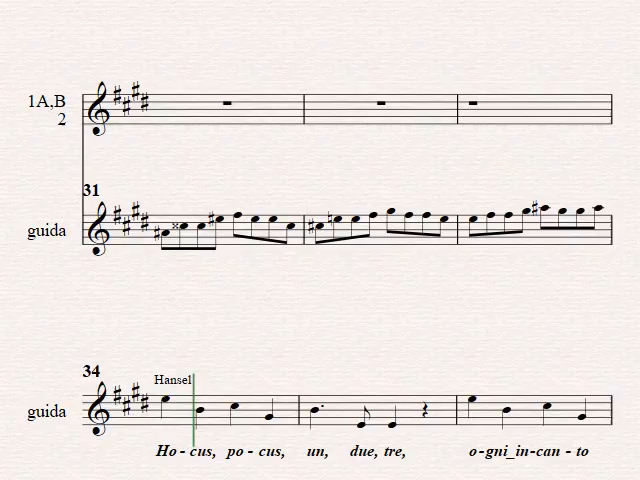 1A,B
2
31
guida
34
Hansel
guida
Ho - cus, po - cus, un, due, tre, o-gni_in-can - to